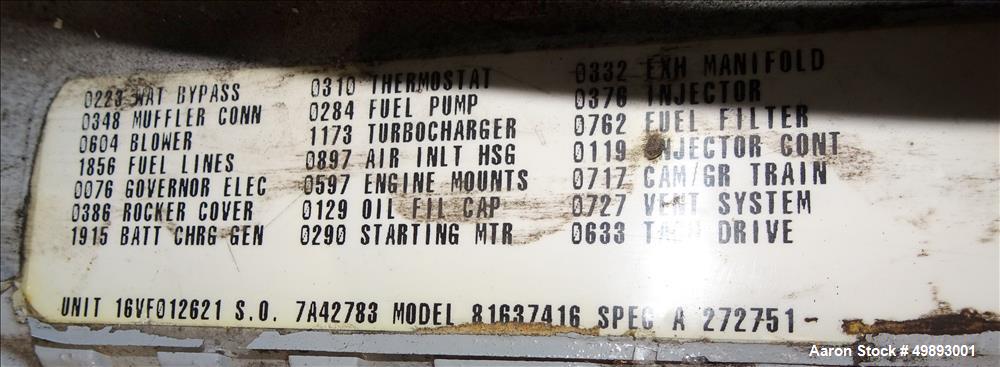 0223 WAT BYPASS 0310 THERMOSTAT 0332 EXH MANIFOLD
0348 MUFFLER CONN 0284 FUEL PUMP 0376 INJECTOR
0604 BLOWER 1173 TURBOCHARGER 0762 FUEL FILTER
1856 FUEL LINES 0897 AIR INLT HSG 0119 INJECTOR CONT
0076 GOVERNOR ELEC 0597 ENGINE MOUNTS 0717 CAM/GR TRAIN
0386 ROCKER COVER 0129 OIL FIL CAP 0727 VENT SYSTEM
1915 BATT CHRG GEN 0290 STARTING MTR 0633 TACH DRIVE
UNIT 16VF012621 S.O. 7A42783 MODEL 81637416 SPEC A 272751-
Aaron Stock # 49893001